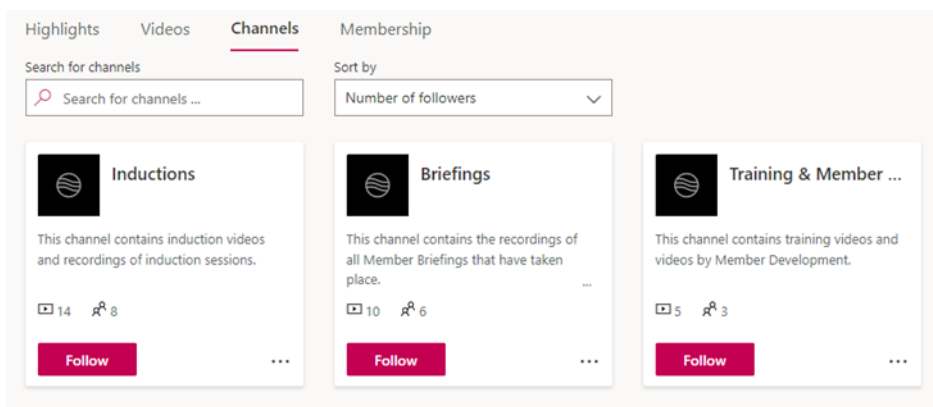 Highlights Videos Channels Membership
Search for channels
Sort by
Search for channels ...
Number of followers
Inductions
This channel contains induction videos
and recordings of induction sessions.
14 8
Follow
Briefings
This channel contains the recordings of
all Member Briefings that have taken
place. ...
10 6
Follow
Training & Member ...
This channel contains training videos and
videos by Member Development.
5 3
Follow